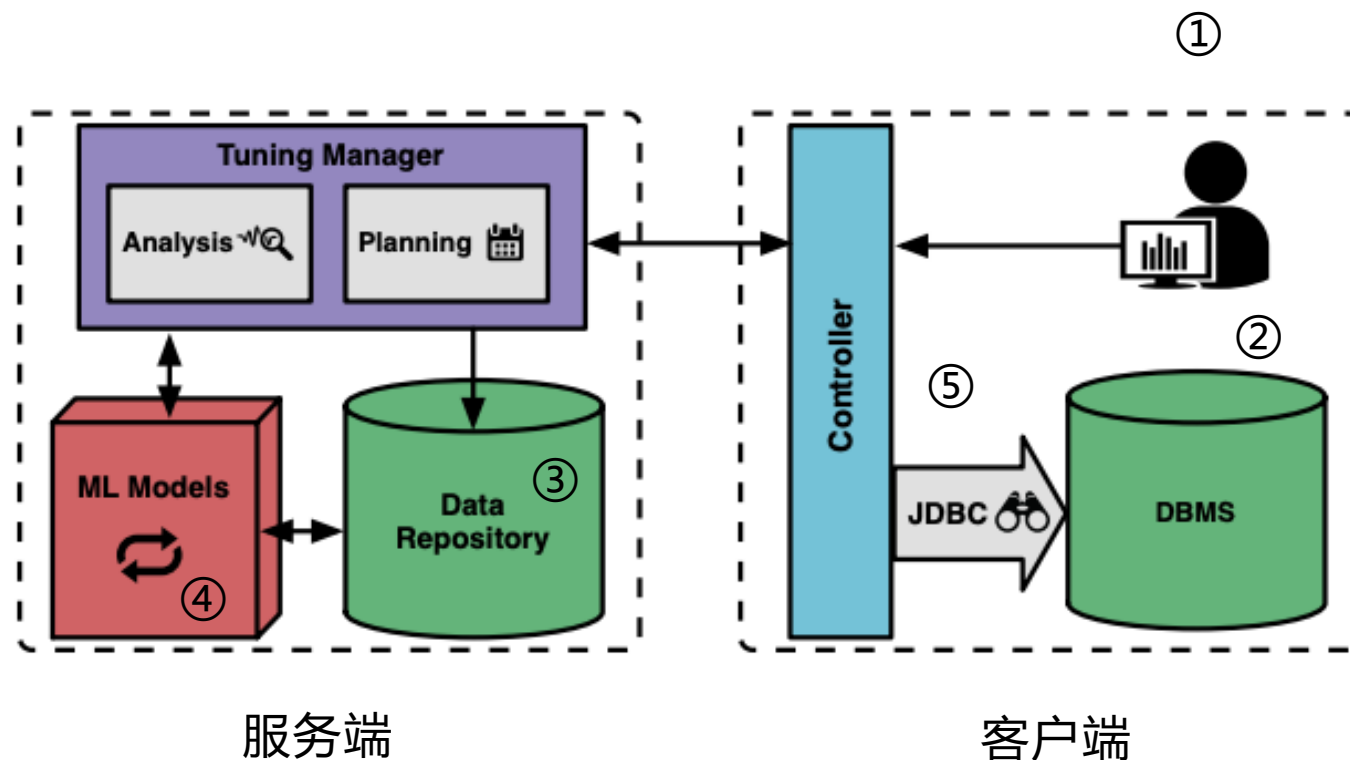 ①
Tuning Manager
Analysis
Planning
Controller
②
⑤
ML Models
③
Data
Repository
JDBC
DBMS
④
服务端
客户端